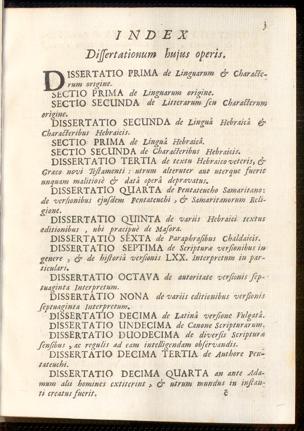 3
INDEX
Dissertationum hujus operis.
DISSERTATIO PRIMA de Linguarum & Characte-
rum origine.
SECTIO PRIMA de Linguarum origine.
SECTIO SECUNDA de Litterarum seu Characterum
origine.
DISSERTATIO SECUNDA de Linguâ Hebraicâ &
Characteribus Hebraicis.
SECTIO PRIMA de Linguâ Hebraicâ.
SECTIO SECUNDA de Characteribus Hebraicis.
DISSERTATIO TERTIA de textu Hebraico veteris, &
Græco novi Testamenti: utrum alteruter aut uterque fuerit
unquam malitiosè & datâ operâ depravatus.
DISSERTATIO QUARTA de Pentateucho Samaritano:
de versionibus ejusdem Pentateuchi, & Samaritanorum Reli-
gione.
DISSERTATIO QUINTA de variis Hebraici textus
editionibus, ubi præcipuè de Masora.
DISSERTATIO SEXTA de Paraphrasibus Chaldaicis.
DISSERTATIO SEPTIMA de Scripturæ versionibus in
genere, & de historiâ versionis LXX. Interpretum in par-
ticulari.
DISSERTATIO OCTAVA de autoritate versionis sep-
tuaginta Interpretum.
DISSERTATIO NONA de variis editionibus versionis
septuaginta Interpretum.
DISSERTATIO DECIMA de Latinâ versione Vulgatâ.
DISSERTATIO UNDECIMA de Canone Scripturarum.
DISSERTATIO DUODECIMA de diversis Scripturæ
sensibus, ac regulis ad eam intelligendam observandis.
DISSERTATIO DECIMA TERTIA de Authore Pen-
tateuchi.
DISSERTATIO DECIMA QUARTA an ante Ada-
mum alii homines extiterint, & utrum mundus in instan-
ti creatus fuerit.